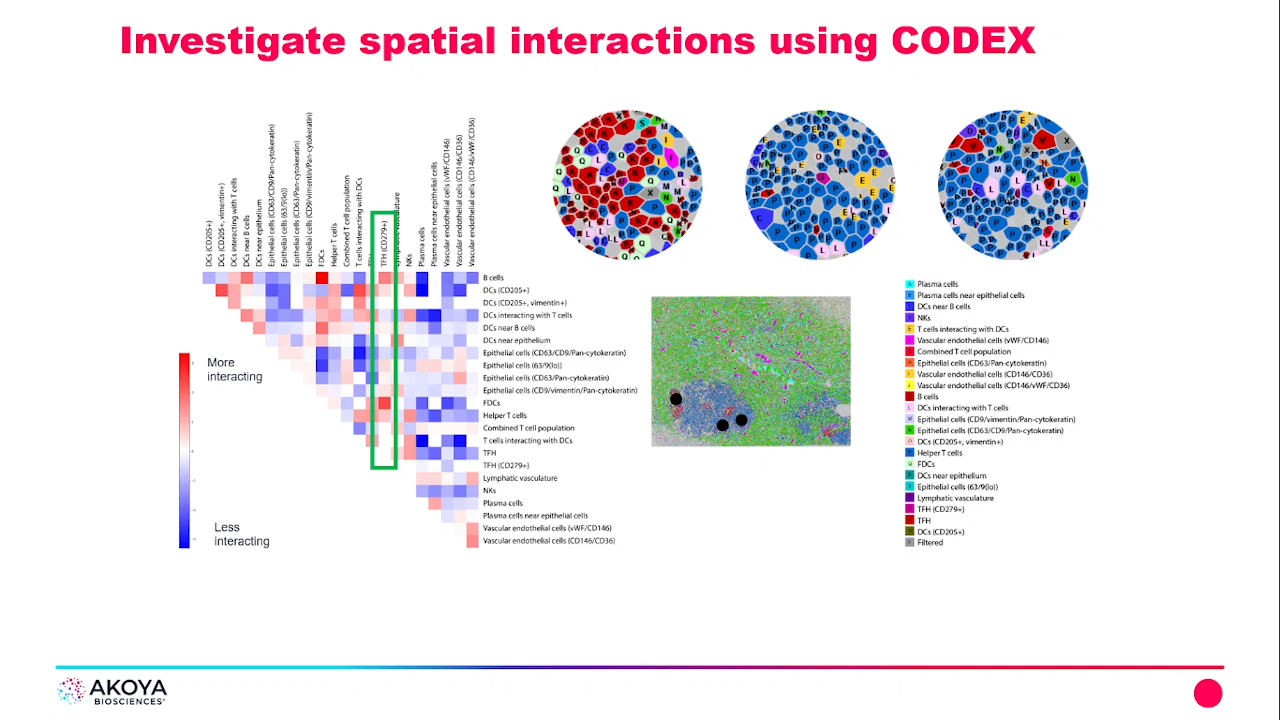 Investigate spatial interactions using CODEX
DCs (CD205+)
DCs (CD205+, vimentin+)
DCs interacting with T cells
DCs near B cells
DCs near epithelium
Epithelial cells (CD63/CD9/Pan-cytokeratin)
Epithelial cells (63/9(lo))
Epithelial cells (CD63/Pan-cytokeratin)
Epithelial cells (CD9/vimentin/Pan-cytokeratin)
FDCs
Helper T cells
Combined T cell population
T cells interacting with DCs
TFH (CD279+)
NKs
Plasma cells
Plasma cells near epithelial cells
Vascular endothelial cells (vWF/CD146)
Vascular endothelial cells (CD146/CD36)
Vascular endothelial cells (CD146/vWF/CD36)
B cells
DCs (CD205+)
DCs (CD205+, vimentin+)
DCs interacting with T cells
DCs near B cells
DCs near epithelium
Epithelial cells (CD63/CD9/Pan-cytokeratin)
Epithelial cells (63/9(lo))
Epithelial cells (CD63/Pan-cytokeratin)
Epithelial cells (CD9/vimentin/Pan-cytokeratin)
FDCs
Helper T cells
Combined T cell population
T cells interacting with DCs
TFH
TFH (CD279+)
Lymphatic vasculature
NKs
Plasma cells
Plasma cells near epithelial cells
Vascular endothelial cells (vWF/CD146)
Vascular endothelial cells (CD146/CD36)
More
interacting
Less
interacting
Plasma cells
Plasma cells near epithelial cells
DCs near B cells
NKs
T cells interacting with DCs
Vascular endothelial cells (vWF/CD146)
Combined T cell population
Epithelial cells (CD63/Pan-cytokeratin)
Vascular endothelial cells (CD146/CD36)
Vascular endothelial cells (CD146/vWF/CD36)
B cells
DCs interacting with T cells
Epithelial cells (CD9/vimentin/Pan-cytokeratin)
Epithelial cells (CD63/CD9/Pan-cytokeratin)
DCs (CD205+, vimentin+)
Helper T cells
FDCs
DCs near epithelium
Epithelial cells (63/9(lo))
Lymphatic vasculature
TFH (CD279+)
TFH
DCs (CD205+)
Filtered
AKOYA
BIOSCIENCES